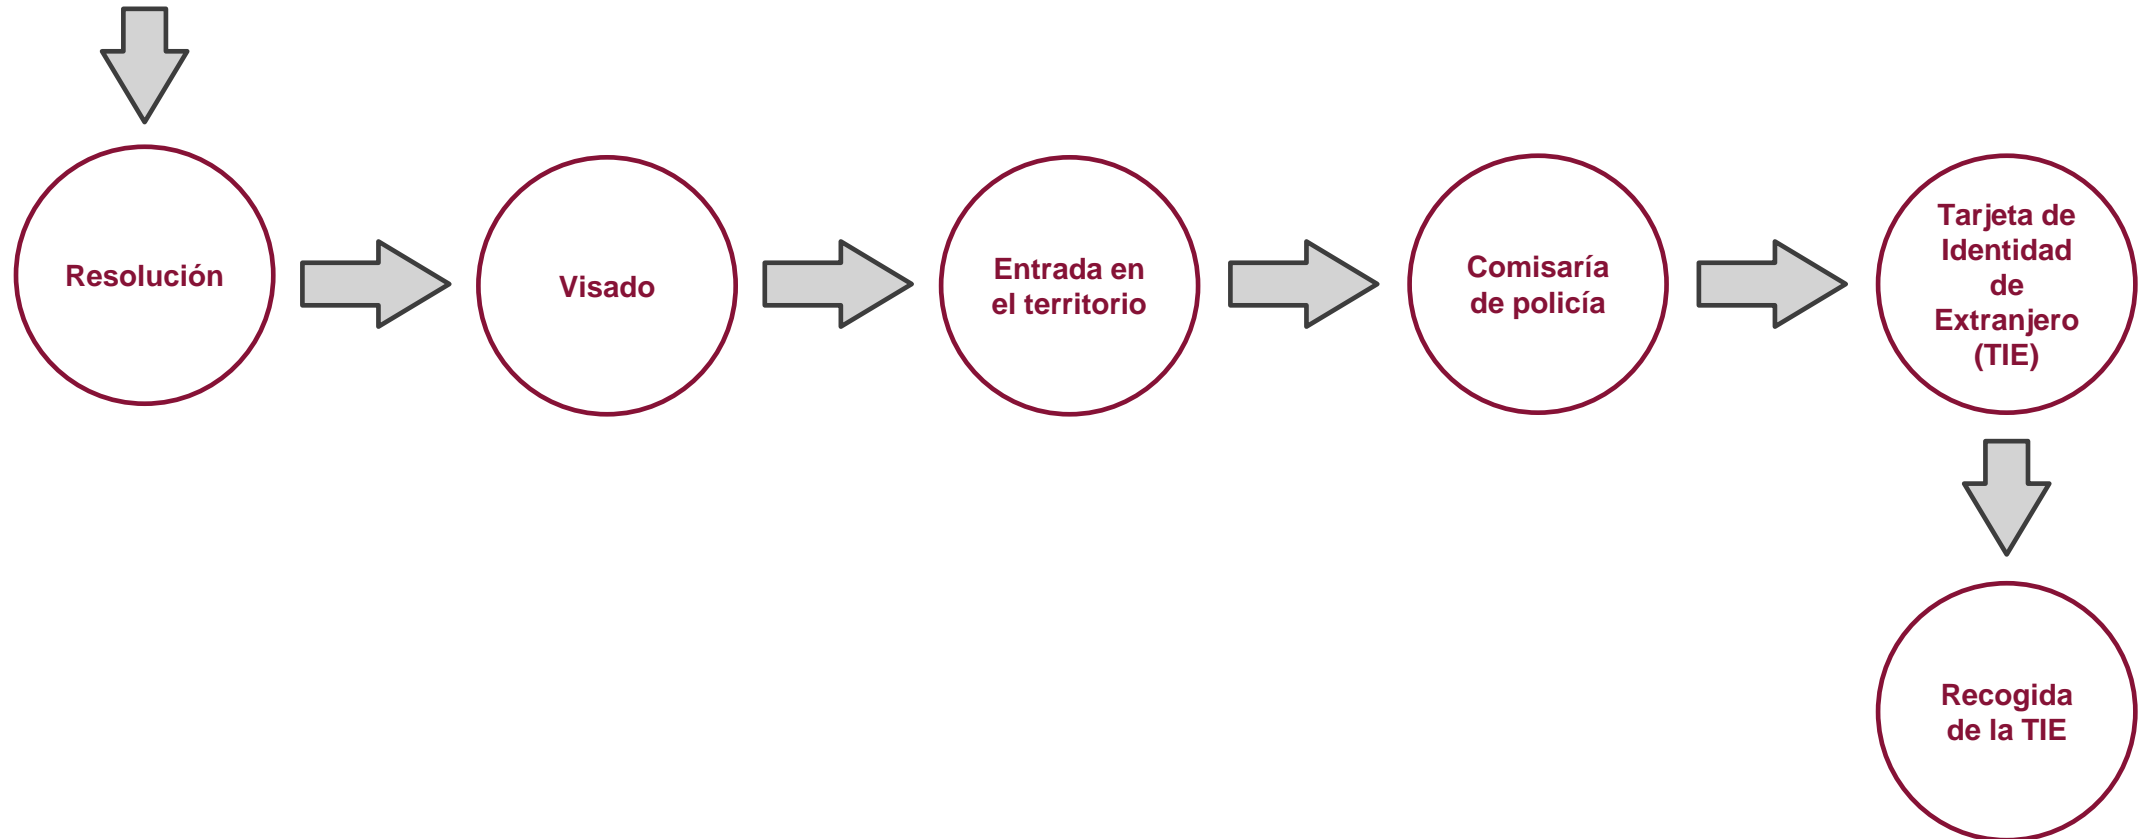 Resolución
Visado
Entrada en
el territorio
Comisaría
de policía
Tarjeta de
Identidad
de
Extranjero
(TIE)
Recogida
de la TIE